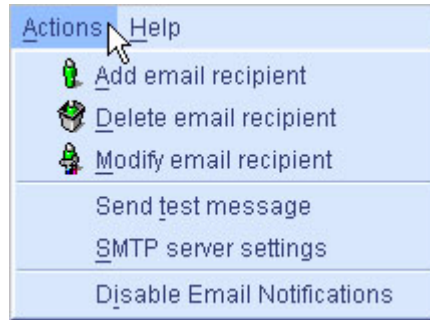 Actions Help
Add email recipient
Delete email recipient
Modify email recipient
Send test message
SMTP server settings
Disable Email Notifications